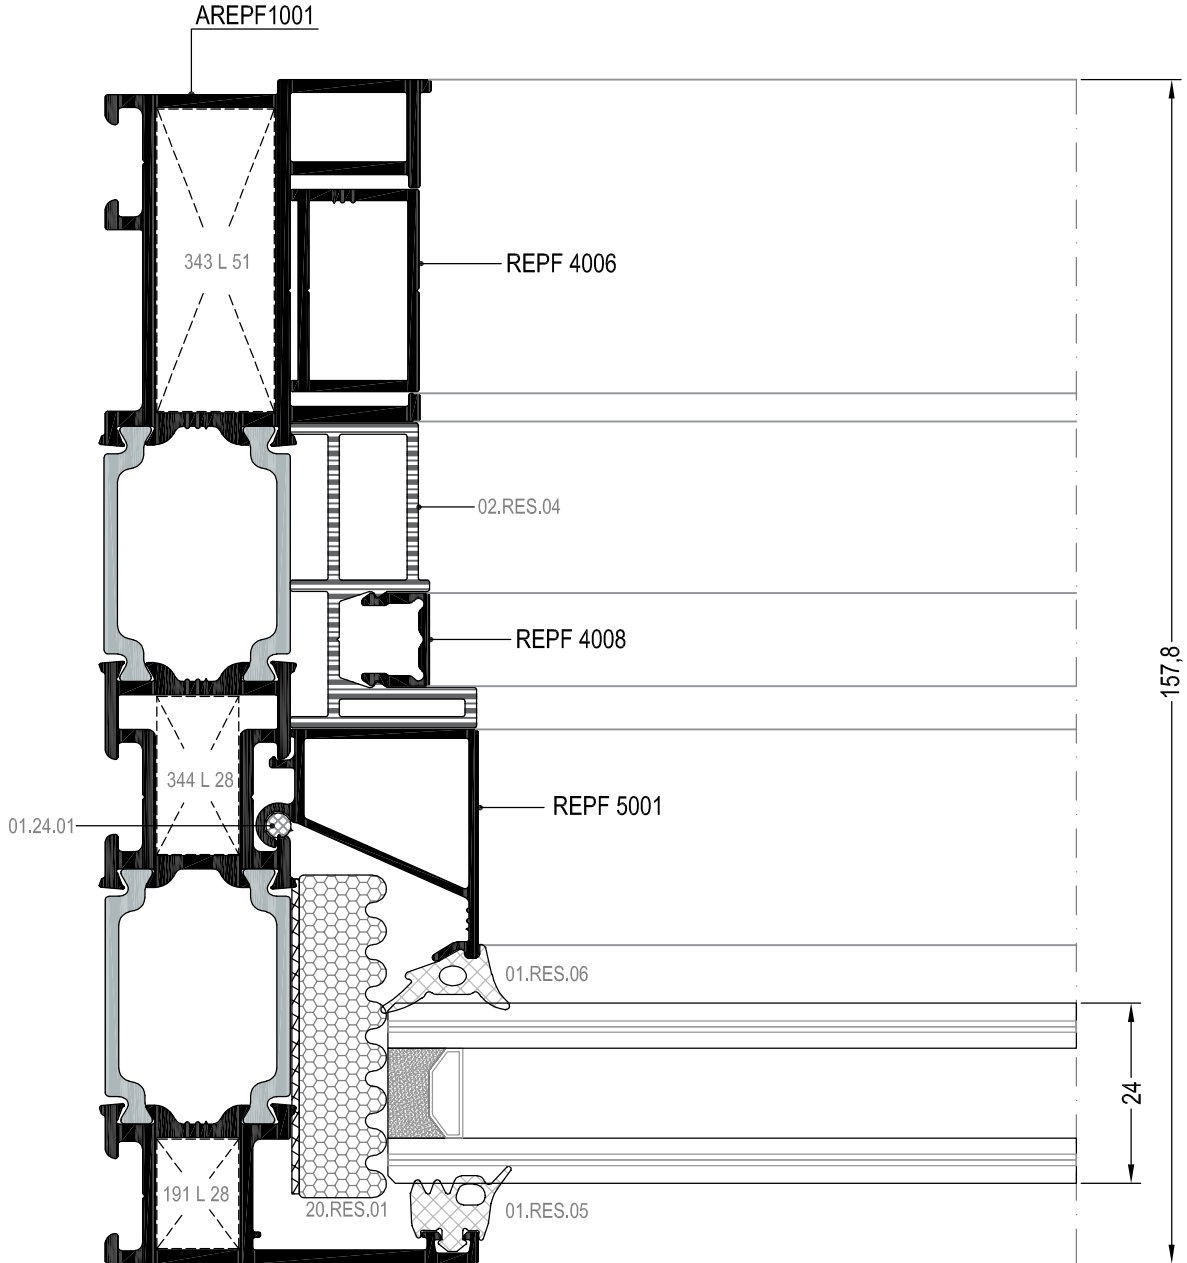 AREPF1001
343 L 51
REPF 4006
02.RES.04
REPF 4008
157,8
344 L 28
REPF 5001
01.24.01
01.RES.06
24
191 L 28
20.RES.01
01.RES.05